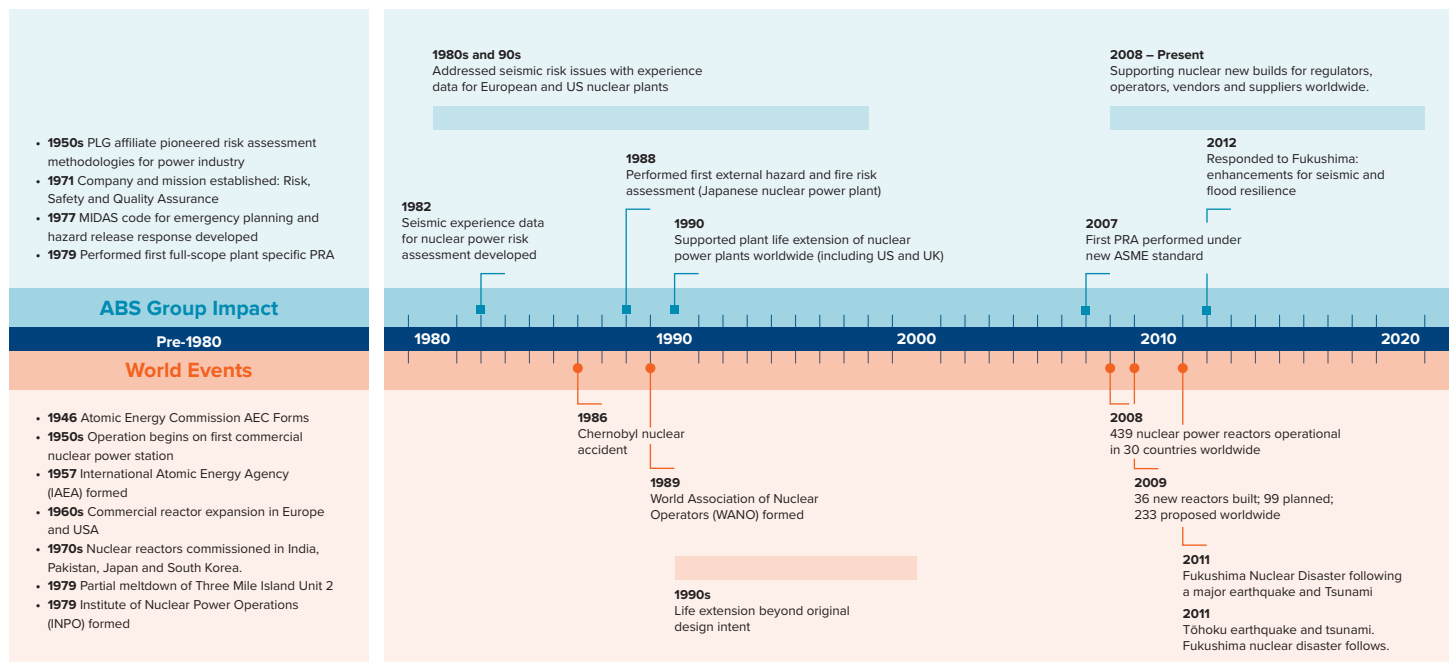 • 1950s PLG affiliate pioneered risk assessment
methodologies for power industry
• 1971 Company and mission established: Risk,
Safety and Quality Assurance
• 1977 MIDAS code for emergency planning and
hazard release response developed
• 1979 Performed first full-scope plant specific PRA
ABS Group Impact
Pre-1980
World Events
• 1946 Atomic Energy Commission AEC Forms
• 1950s Operation begins on first commercial
nuclear power station
• 1957 International Atomic Energy Agency
(IAEA) formed
• 1960s Commercial reactor expansion in Europe
and USA
• 1970s Nuclear reactors commissioned in India,
Pakistan, Japan and South Korea.
• 1979 Partial meltdown of Three Mile Island Unit 2
• 1979 Institute of Nuclear Power Operations
(INPO) formed
1980s and 90s
Addressed seismic risk issues with experience
data for European and US nuclear plants
2008 – Present
Supporting nuclear new builds for regulators,
operators, vendors and suppliers worldwide.
1982
Seismic experience data
for nuclear power risk
assessment developed
1988
Performed first external hazard and fire risk
assessment (Japanese nuclear power plant)
1990
Supported plant life extension of nuclear
power plants worldwide (including US and UK)
2007
First PRA performed under
new ASME standard
2012
Responded to Fukushima:
enhancements for seismic and
flood resilience
1980 1990 2000 2010 2020
1986
Chernobyl nuclear
accident
1989
World Association of Nuclear
Operators (WANO) formed
1990s
Life extension beyond original
design intent
2008
439 nuclear power reactors operational
in 30 countries worldwide
2009
36 new reactors built; 99 planned;
233 proposed worldwide
2011
Fukushima Nuclear Disaster following
a major earthquake and Tsunami
2011
Tōhoku earthquake and tsunami.
Fukushima nuclear disaster follows.